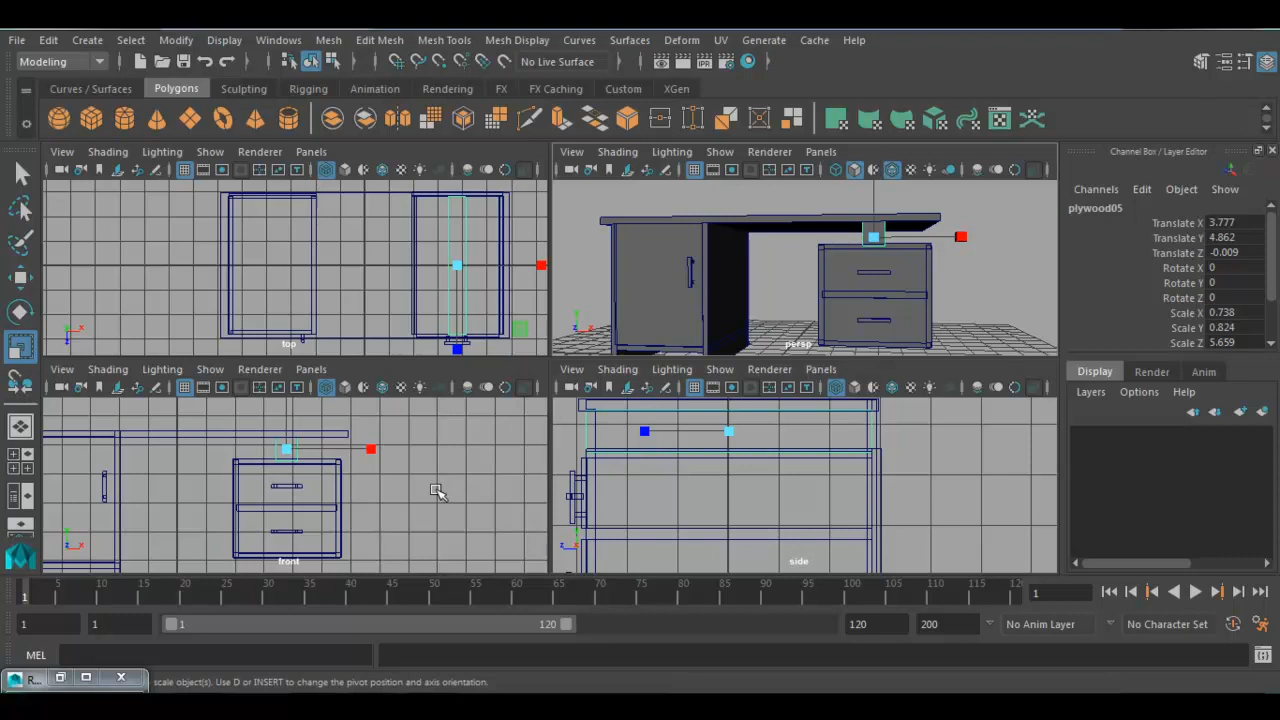 File Edit Create Select Modify Display Windows Mesh Edit Mesh Mesh Tools Mesh Display Curves Surfaces Deform UV Generate Cache Help
Modeling No Live Surface
Curves / Surfaces Polygons Sculpting Rigging Animation Rendering FX FX Caching Custom XGen
View Shading Lighting Show Renderer Panels
View Shading Lighting Show Renderer Panels
top
persp
View Shading Lighting Show Renderer Panels
View Shading Lighting Show Renderer Panels
front
side
Channel Box / Layer Editor
Channels Edit Object Show
plywood05
Translate X 3.777
Translate Y 4.862
Translate Z -0.009
Rotate X 0
Rotate Y 0
Rotate Z 0
Scale X 0.738
Scale Y 0.824
Scale Z 5.659
Display Render Anim
Layers Options Help
5 10 15 20 25 30 35 40 45 50 55 60 65 70 75 80 85 90 95 100 105 110 115 12
1 1
1 1 1 120 120 200 No Anim Layer No Character Set
MEL
R... scale object(s). Use D or INSERT to change the pivot position and axis orientation.